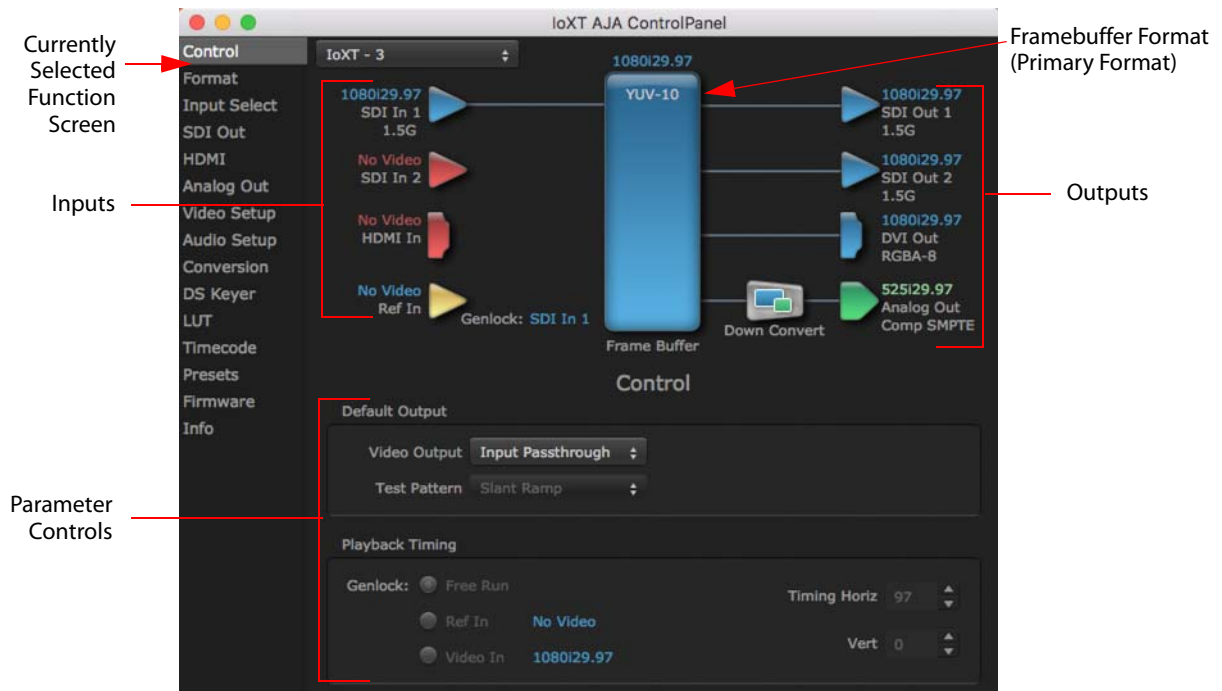 IoXT AJA ControlPanel
Currently
Selected
Function
Screen
Inputs
Parameter
Controls
Framebuffer Format
(Primary Format)
Outputs
Control
Format
Input Select
SDI Out
HDMI
Analog Out
Video Setup
Audio Setup
Conversion
DS Keyer
LUT
Timecode
Presets
Firmware
Info
IoXT - 3
1080i29.97
SDI In 1
1.5G
No Video
SDI In 2
No Video
HDMI In
No Video
Ref In
Genlock: SDI In 1
1080i29.97
YUV-10
Frame Buffer
1080i29.97
SDI Out 1
1.5G
1080i29.97
SDI Out 2
1.5G
1080i29.97
DVI Out
RGBA-8
Down Convert
525i29.97
Analog Out
Comp SMPTE
Control
Default Output
Video Output Input Passthrough
Test Pattern Slant Ramp
Playback Timing
Genlock: Free Run
Ref In No Video
Video In 1080i29.97
Timing Horiz 97
Vert 0